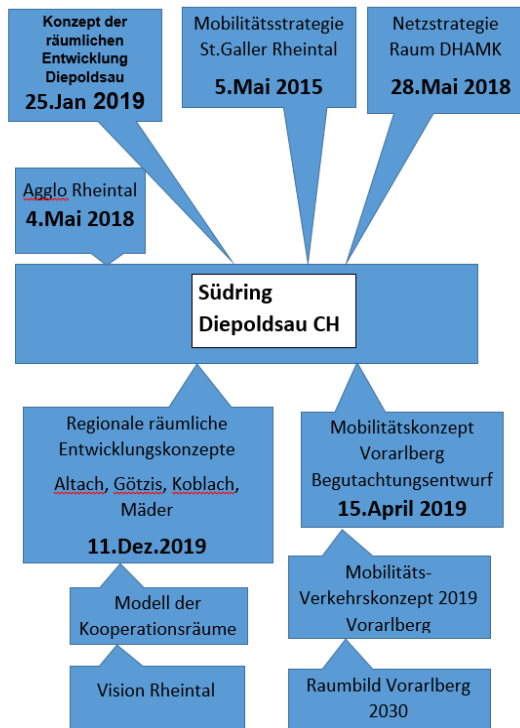 Konzept der
räumlichen
Entwicklung
Diepoldsau
25.Jan 2019
Mobilitätsstrategie
St.Galler Rheintal
5.Mai 2015
Netzstrategie
Raum DHAMK
28.Mai 2018
Agglo Rheintal
4.Mai 2018
Südring
Diepoldsau CH
Regionale räumliche
Entwicklungskonzepte
Altach, Götzis, Koblach,
Mäder
11.Dez.2019
Mobilitätskonzept
Vorarlberg
Begutachtungsentwurf
15.April 2019
Modell der
Kooperationsräume
Mobilitäts-
Verkehrskonzept 2019
Vorarlberg
Vision Rheintal
Raumbild Vorarlberg
2030